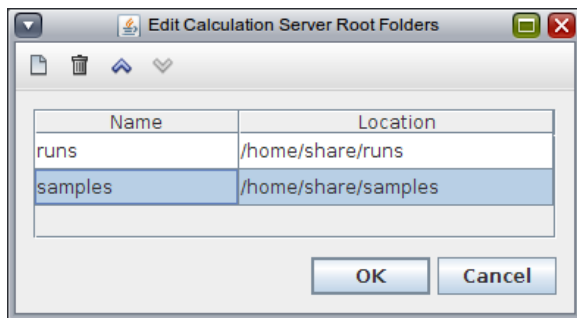 Edit Calculation Server Root Folders
Name Location
runs /home/share/runs
samples /home/share/samples
OK Cancel